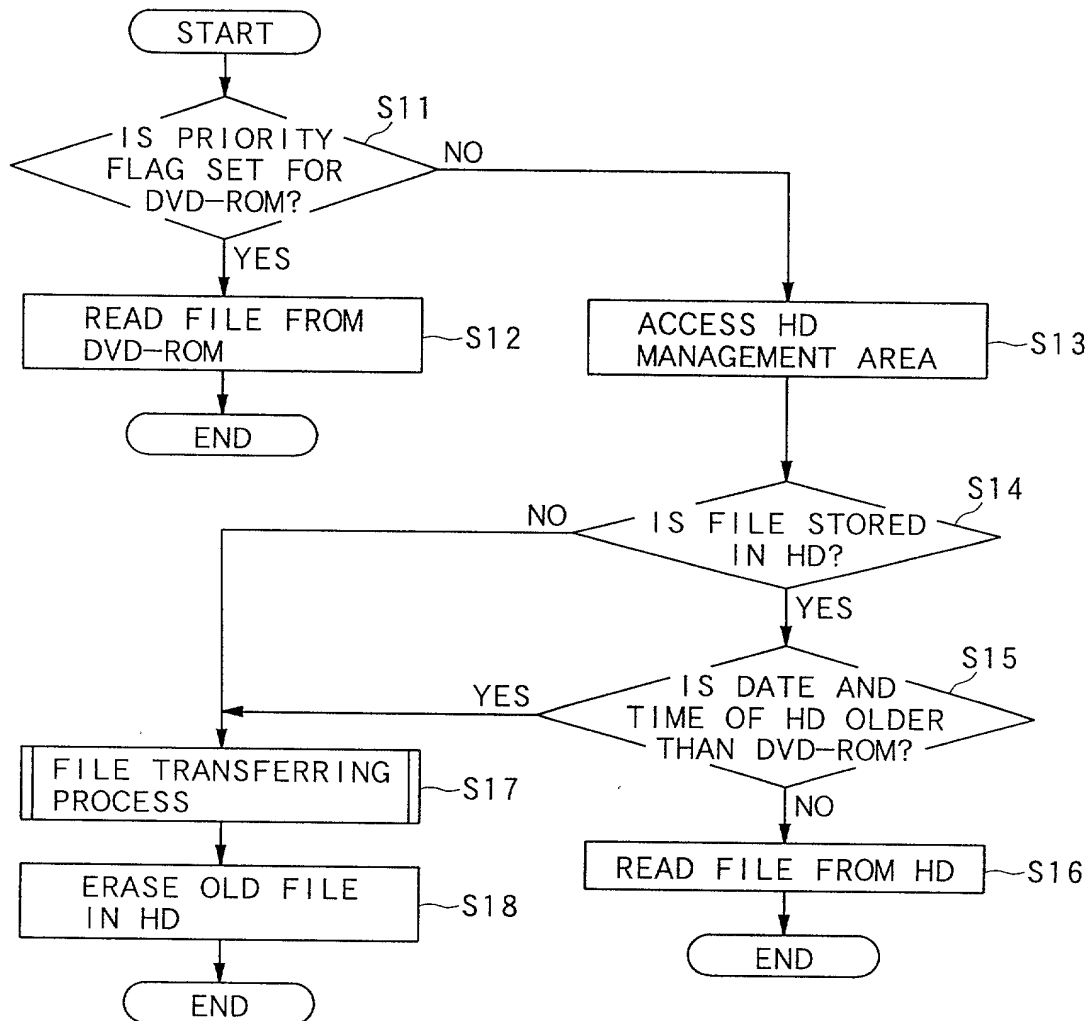 START
S11
IS PRIORITY
FLAG SET FOR
DVD-ROM?
NO
YES
READ FILE FROM
DVD-ROM
S12
END
ACCESS HD
MANAGEMENT AREA
S13
S14
IS FILE STORED
IN HD?
NO
YES
S15
IS DATE AND
TIME OF HD OLDER
THAN DVD-ROM?
YES
NO
FILE TRANSFERRING
PROCESS
S17
READ FILE FROM HD
S16
ERASE OLD FILE
IN HD
S18
END
END